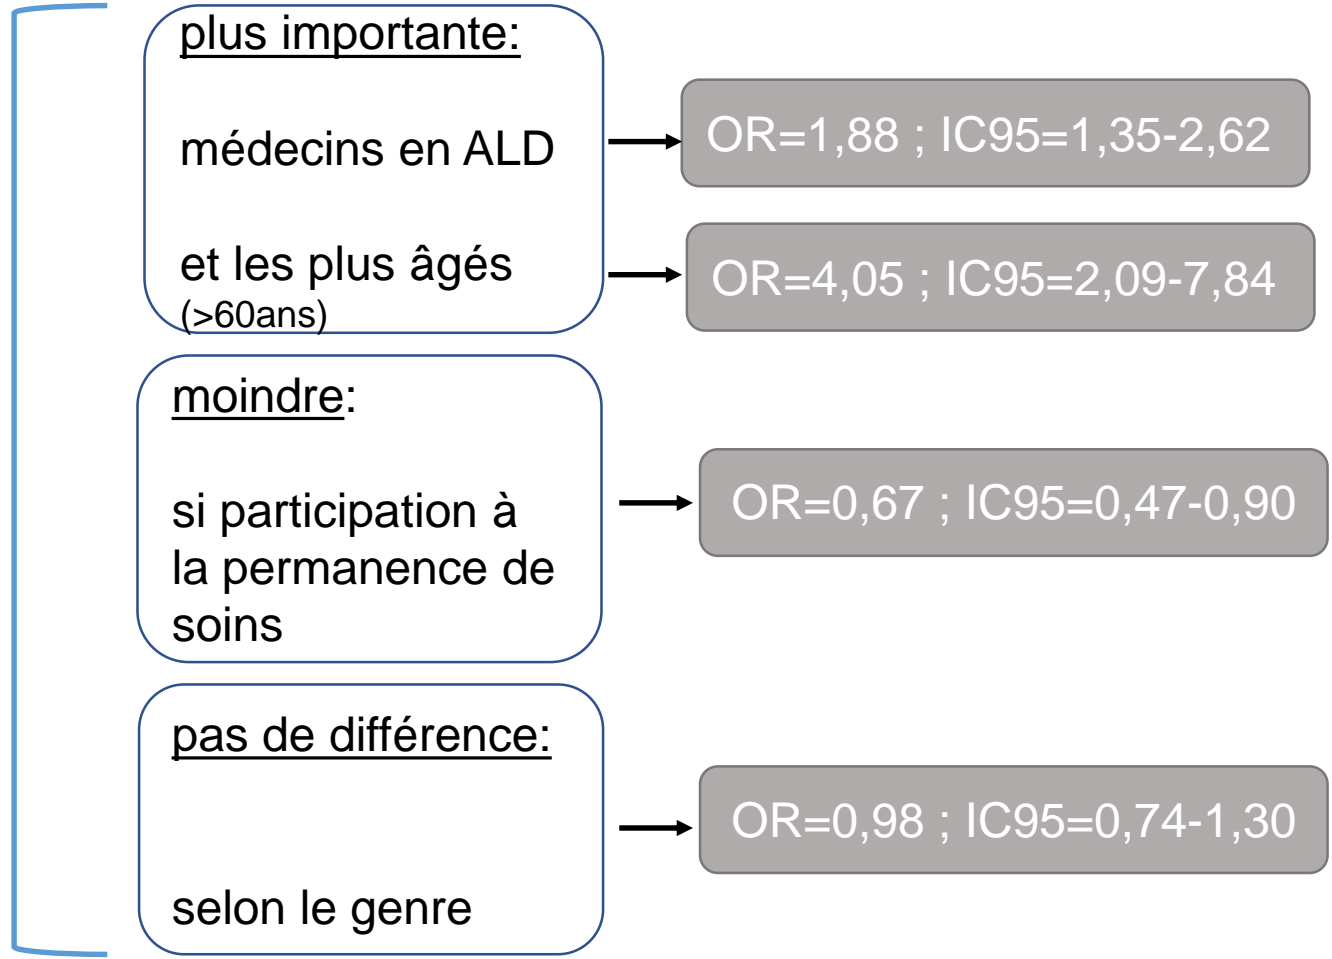 plus importante:
médecins en ALD
OR=1,88 ; IC95=1,35-2,62
et les plus âgés
(>60ans)
OR=4,05 ; IC95=2,09-7,84
moindre:
si participation à
la permanence de
soins
OR=0,67 ; IC95=0,47-0,90
pas de différence:
selon le genre
OR=0,98 ; IC95=0,74-1,30